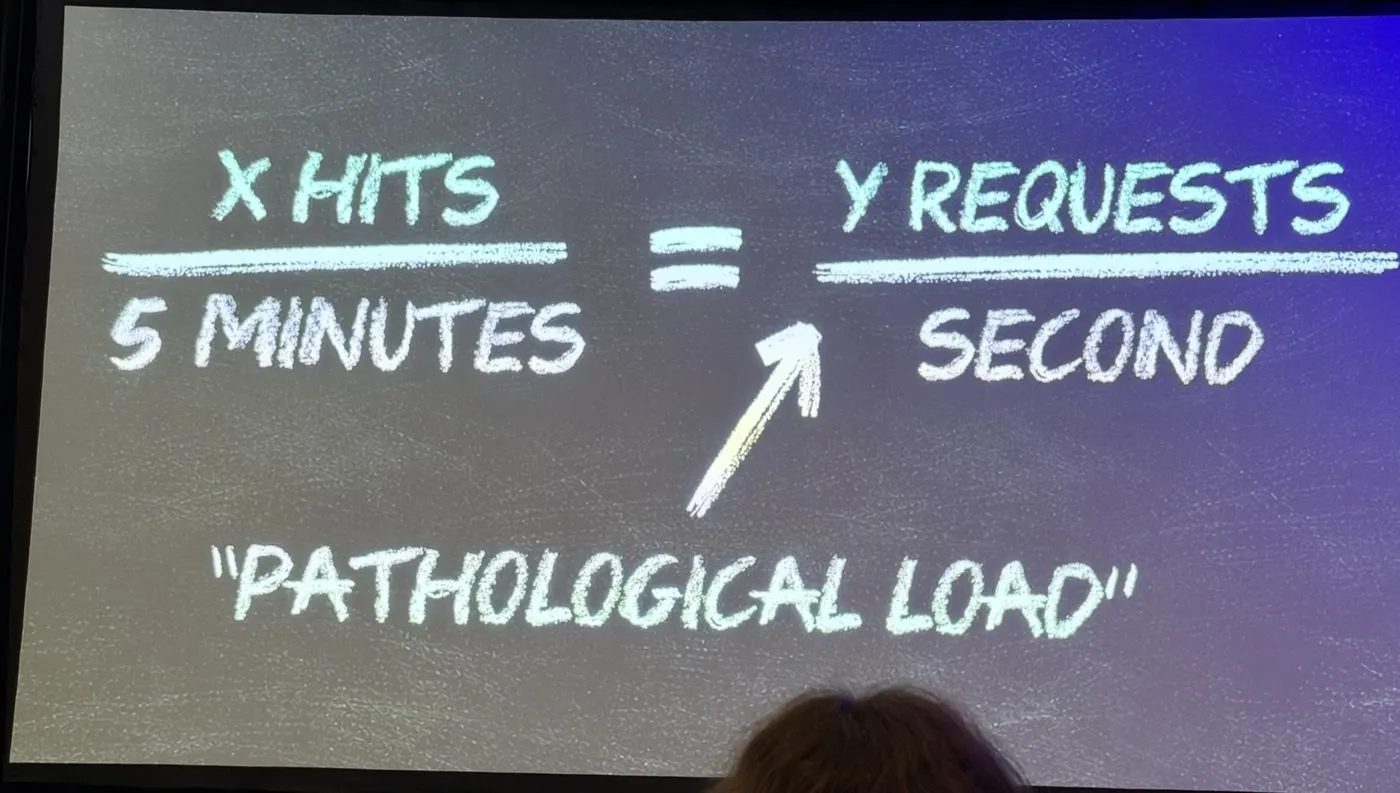 X HITS
5 MINUTES
=
Y REQUESTS
SECOND
"PATHOLOGICAL LOAD"